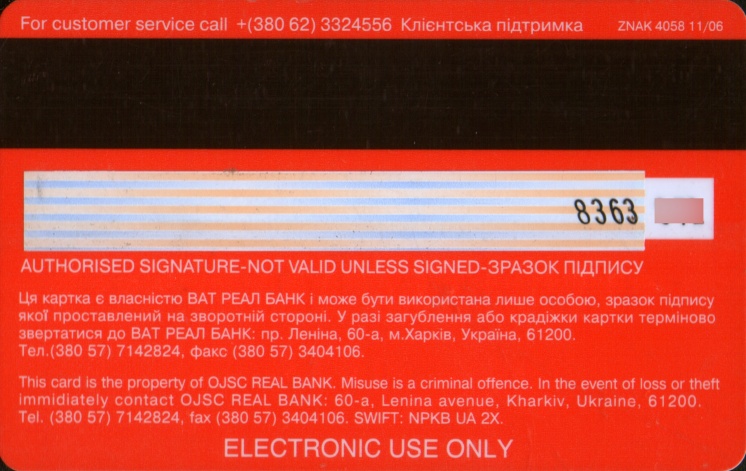 For customer service call +(380 62) 3324556 Клієнтська підтримка ZNAK 4058 11/06
8363
AUTHORISED SIGNATURE-NOT VALID UNLESS SIGNED-ЗРАЗОК ПІДПИСУ
Ця картка є власністю ВАТ РЕАЛ БАНК і може бути використана лише особою, зразок підпису
якої проставлений на зворотній стороні. У разі загублення або крадіжки картки терміново
звертатися до ВАТ РЕАЛ БАНК: пр. Леніна, 60-а, м.Харків, Україна, 61200.
Тел.(380 57) 7142824, факс (380 57) 3404106.
This card is the property of OJSC REAL BANK. Misuse is a criminal offence. In the event of loss or theft
immidiately contact OJSC REAL BANK: 60-a, Lenina avenue, Kharkiv, Ukraine, 61200.
Tel. (380 57) 7142824, fax (380 57) 3404106. SWIFT: NPKB UA 2X.
ELECTRONIC USE ONLY